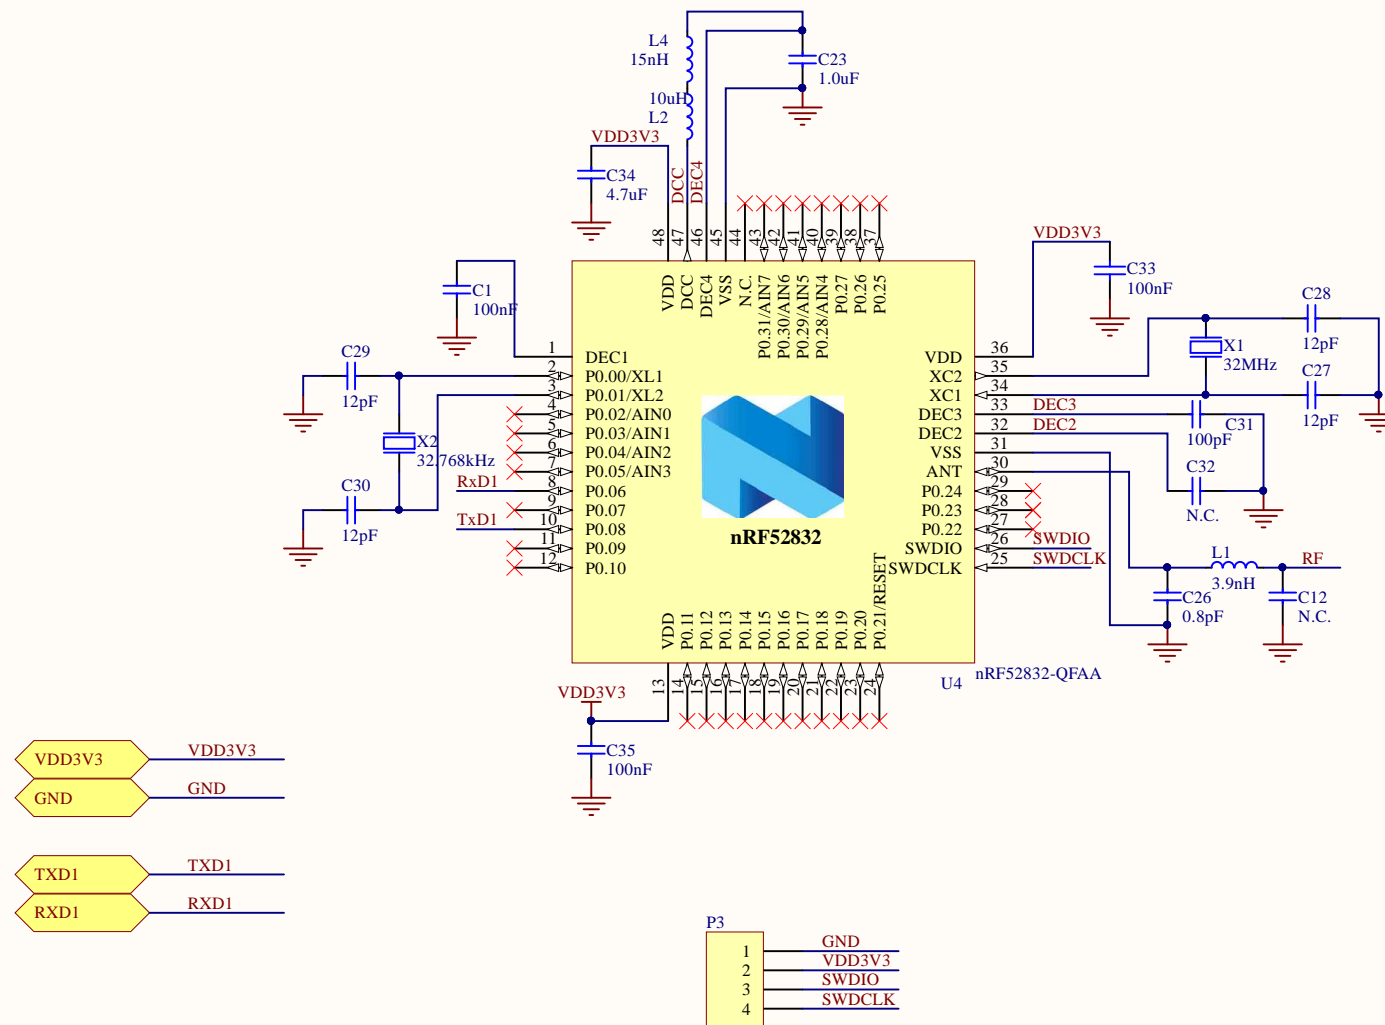 L4
15nH
C23
1.0uF
10uH
L2
VDD3V3
C34
4.7uF
DCC
DEC4
48
47
46
45
44
43
42
41
40
39
38
37
VDD
DCC
DEC4
VSS
N.C.
P0.31/AIN7
P0.30/AIN6
P0.29/AIN5
P0.28/AIN4
P0.27
P0.26
P0.25
C1
100nF
VDD3V3
C33
100nF
C28
12pF
X1
32MHz
C27
12pF
C29
12pF
X2
32.768kHz
C30
12pF
RxD1
TxD1
1 DEC1
2 P0.00/XL1
3 P0.01/XL2
4 P0.02/AIN0
5 P0.03/AIN1
6 P0.04/AIN2
7 P0.05/AIN3
8 P0.06
9 P0.07
10 P0.08
11 P0.09
12 P0.10
nRF52832
VDD 36
XC2 35
XC1 34
DEC3 33 DEC3
DEC2 32 DEC2
VSS 31
ANT 30
P0.24 29
P0.23 28
P0.22 27
SWDIO 26 SWDIO
SWDCLK 25 SWDCLK
C31
100pF
C32
N.C.
L1
3.9nH
RF
C26
0.8pF
C12
N.C.
VDD
P0.11
P0.12
P0.13
P0.14
P0.15
P0.16
P0.17
P0.18
P0.19
P0.20
P0.21/RESET
13
14
15
16
17
18
19
20
21
22
23
24
U4
nRF52832-QFAA
VDD3V3
C35
100nF
VDD3V3 VDD3V3
GND GND
TXD1 TXD1
RXD1 RXD1
P3
1 GND
2 VDD3V3
3 SWDIO
4 SWDCLK